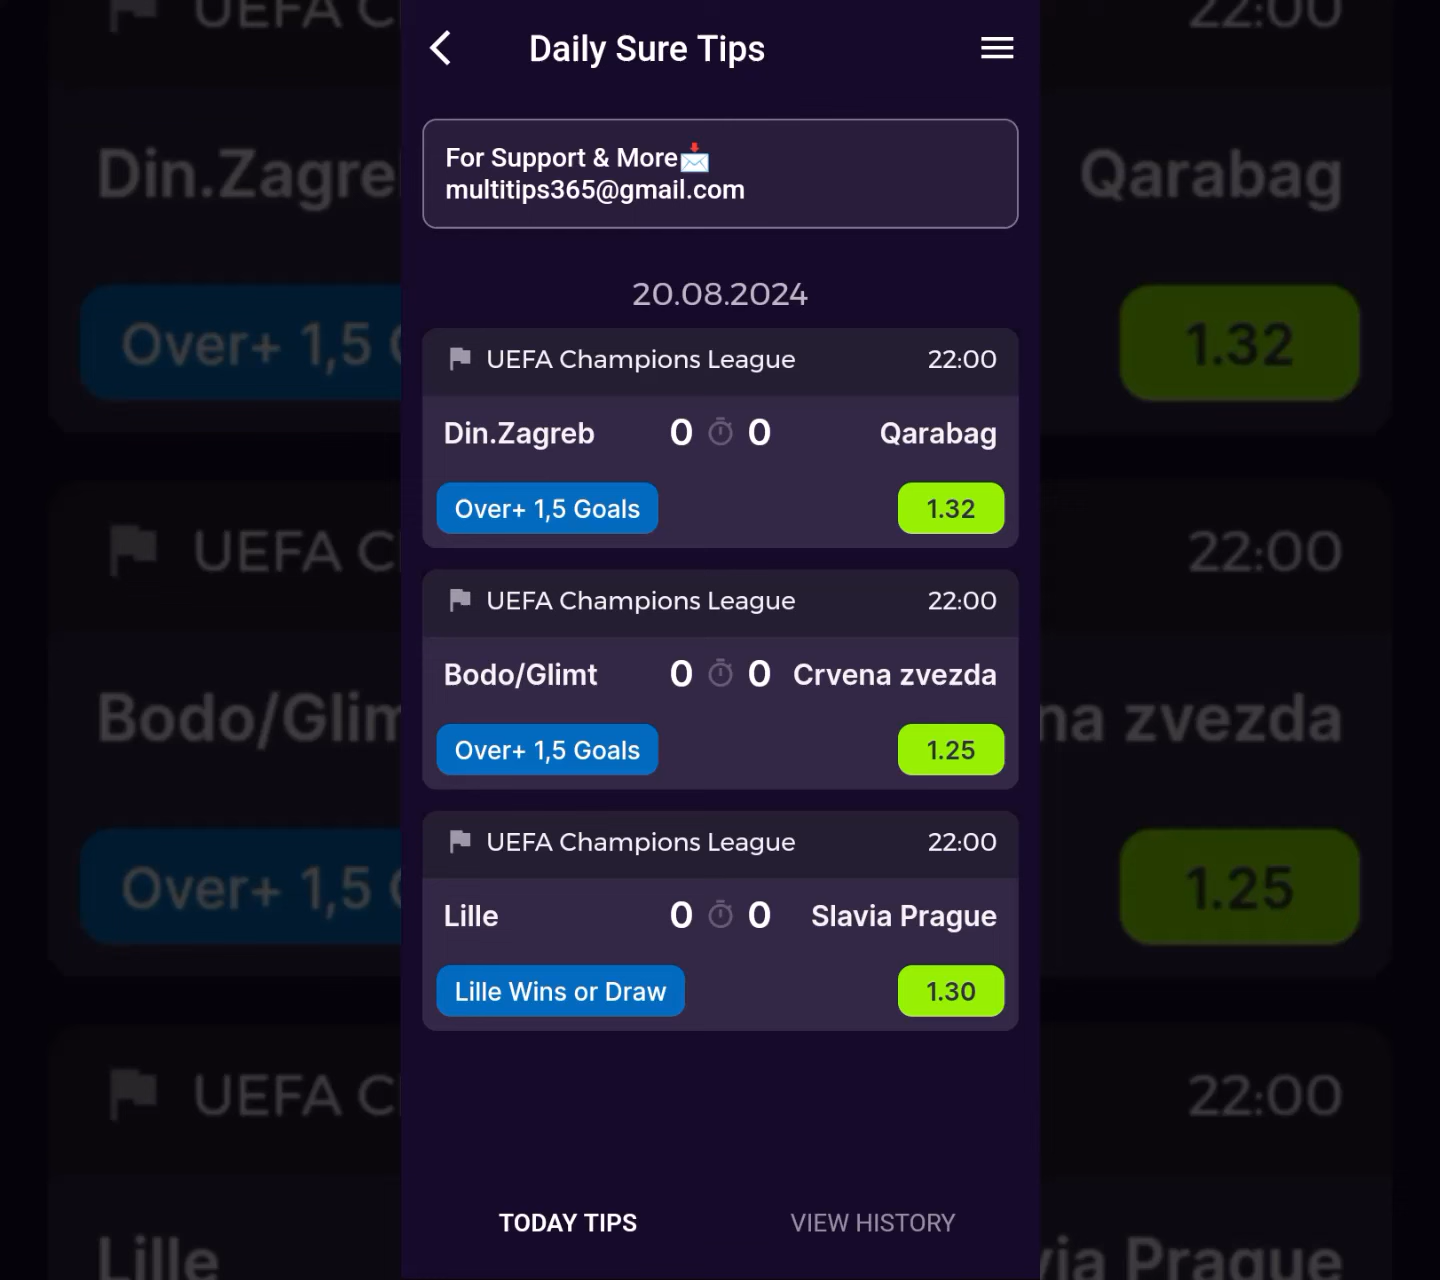 Daily Sure Tips
For Support & More📩
multitips365@gmail.com
20.08.2024
UEFA Champions League 22:00
Din.Zagreb 0 0 Qarabag
Over+ 1,5 Goals 1.32
UEFA Champions League 22:00
Bodo/Glimt 0 0 Crvena zvezda
Over+ 1,5 Goals 1.25
UEFA Champions League 22:00
Lille 0 0 Slavia Prague
Lille Wins or Draw 1.30
TODAY TIPS VIEW HISTORY